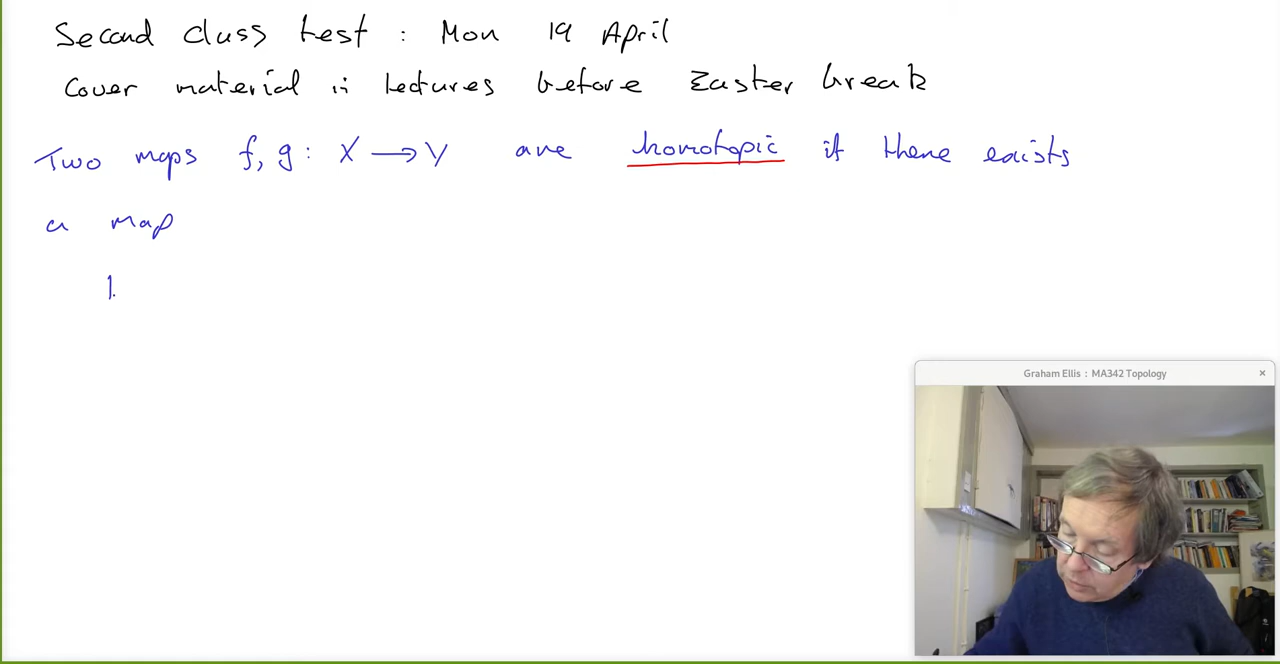 Second class test : Mon 19 April
Cover material in lectures before Easter break
Two maps f, g : X → Y are homotopic if there exists
a map
Graham Ellis : MA342 Topology